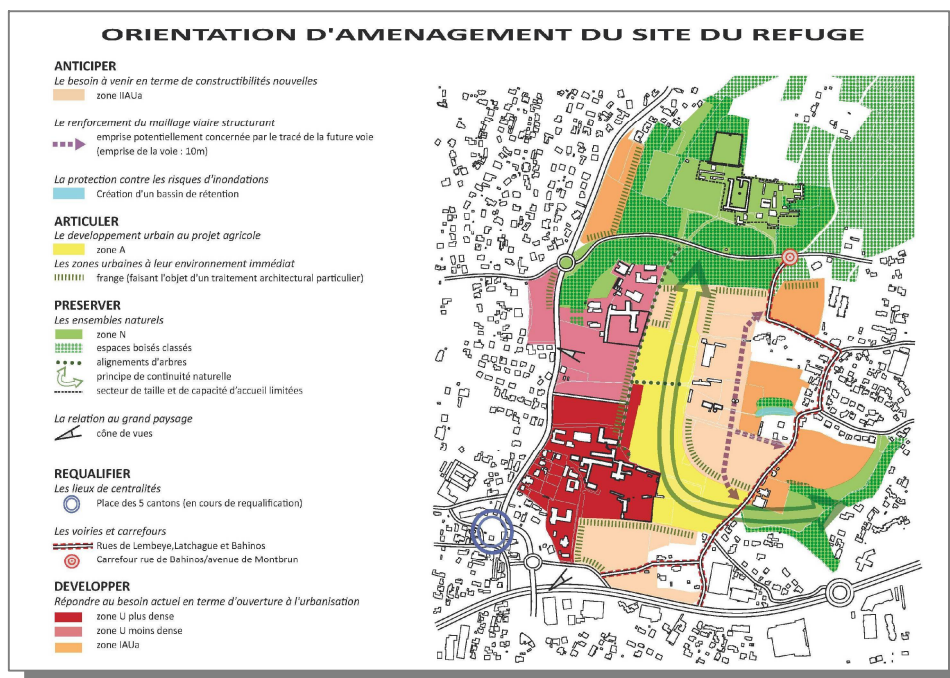 ORIENTATION D'AMENAGEMENT DU SITE DU REFUGE
ANTICIPER
Le besoin à venir en terme de constructibilités nouvelles
zone IIAUa
Le renforcement du maillage viaire structurant
emprise potentiellement concernée par le tracé de la future voie
(emprise de la voie : 10m)
La protection contre les risques d'inondations
Création d'un bassin de rétention
ARTICULER
Le developpement urbain au projet agricole
zone A
Les zones urbaines à leur environnement immédiat
frange (faisant l'objet d'un traitement architectural particulier)
PRESERVER
Les ensembles naturels
zone N
espaces boisés classés
alignements d'arbres
principe de continuité naturelle
secteur de taille et de capacité d'accueil limitées
La relation au grand paysage
cône de vues
REQUALIFIER
Les lieux de centralités
Place des 5 cantons (en cours de requalification)
Les voiries et carrefours
Rues de Lembeye,Latchague et Bahinos
Carrefour rue de Bahinos/avenue de Montbrun
DEVELOPPER
Répondre au besoin actuel en terme d'ouverture à l'urbanisation
zone U plus dense
zone U moins dense
zone IAUa